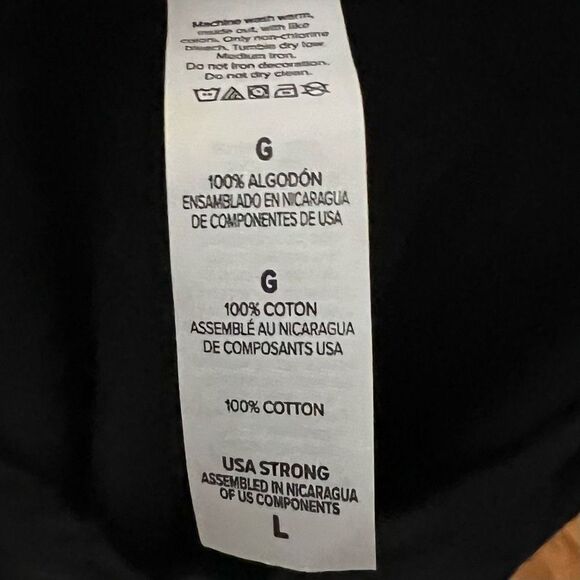 Machine wash warm,
inside out, with like
colors. Only non-chlorine
bleach. Tumble dry low.
Medium iron.
Do not iron decoration.
Do not dry clean.
G
100% ALGODÓN
ENSAMBLADO EN NICARAGUA
DE COMPONENTES DE USA
G
100% COTON
ASSEMBLÉ AU NICARAGUA
DE COMPOSANTS USA
100% COTTON
USA STRONG
ASSEMBLED IN NICARAGUA
OF US COMPONENTS
L